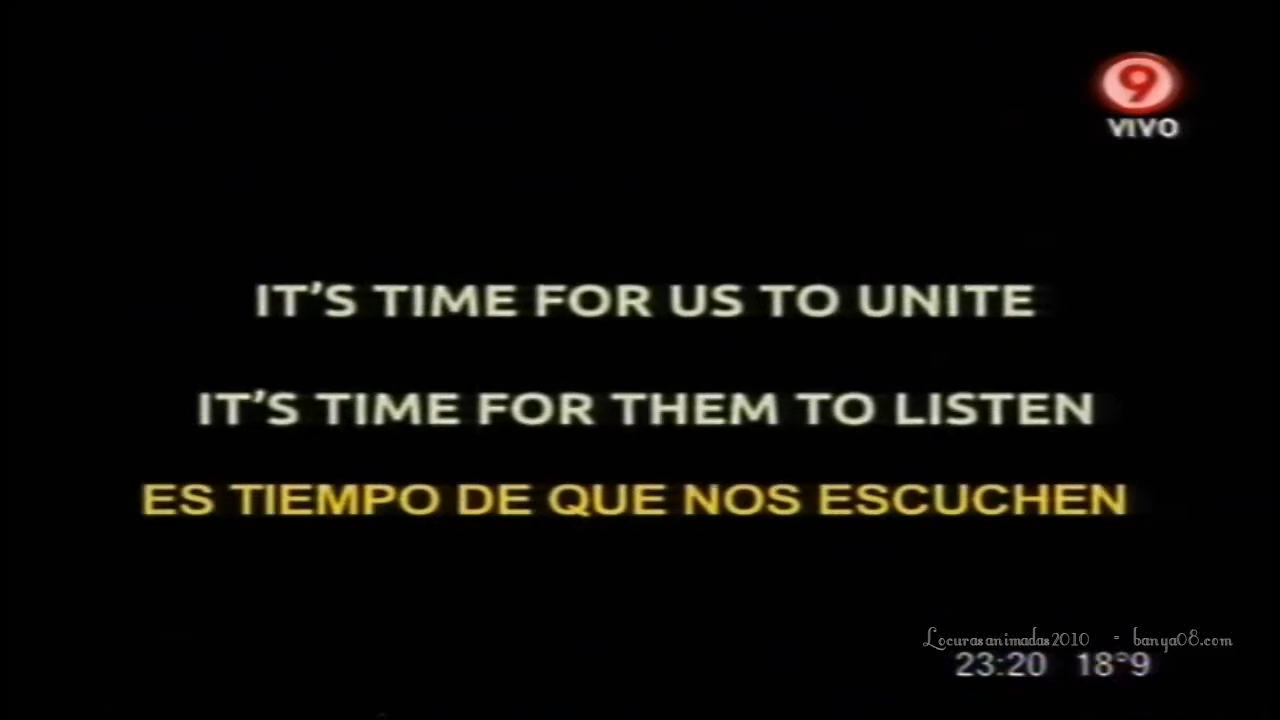 9
VIVO
IT'S TIME FOR US TO UNITE
IT'S TIME FOR THEM TO LISTEN
ES TIEMPO DE QUE NOS ESCUCHEN
Locurasanimadas2010 - banya08.com
23:20 18°9